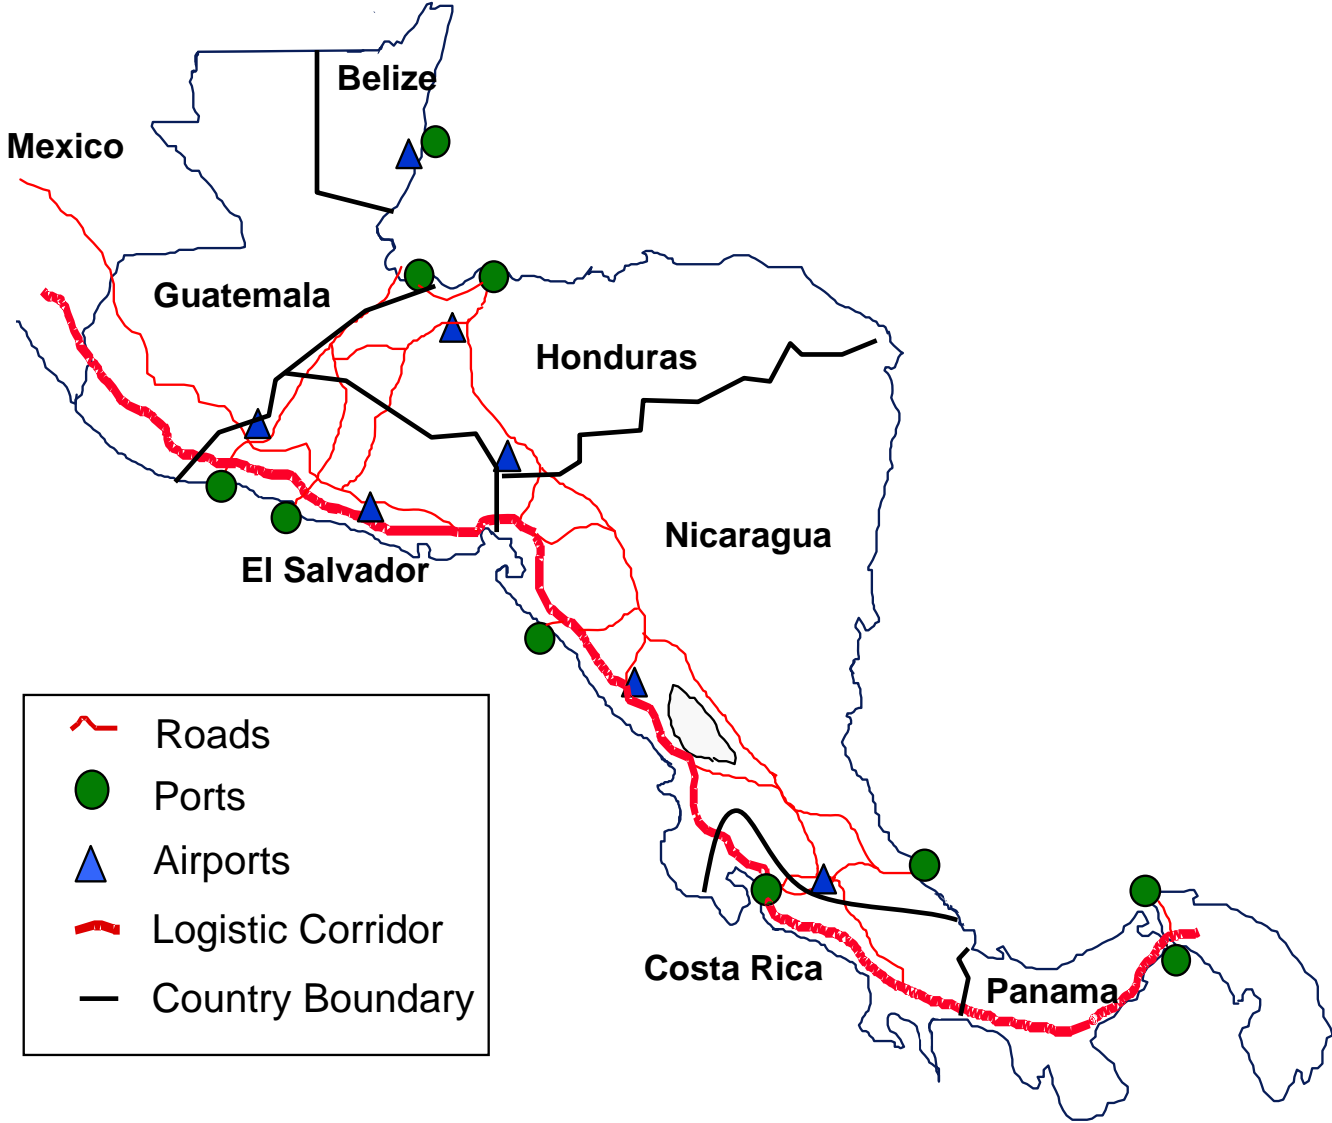 Belize
Mexico
Guatemala
Honduras
Nicaragua
El Salvador
Costa Rica
Panama
Roads
Ports
Airports
Logistic Corridor
Country Boundary